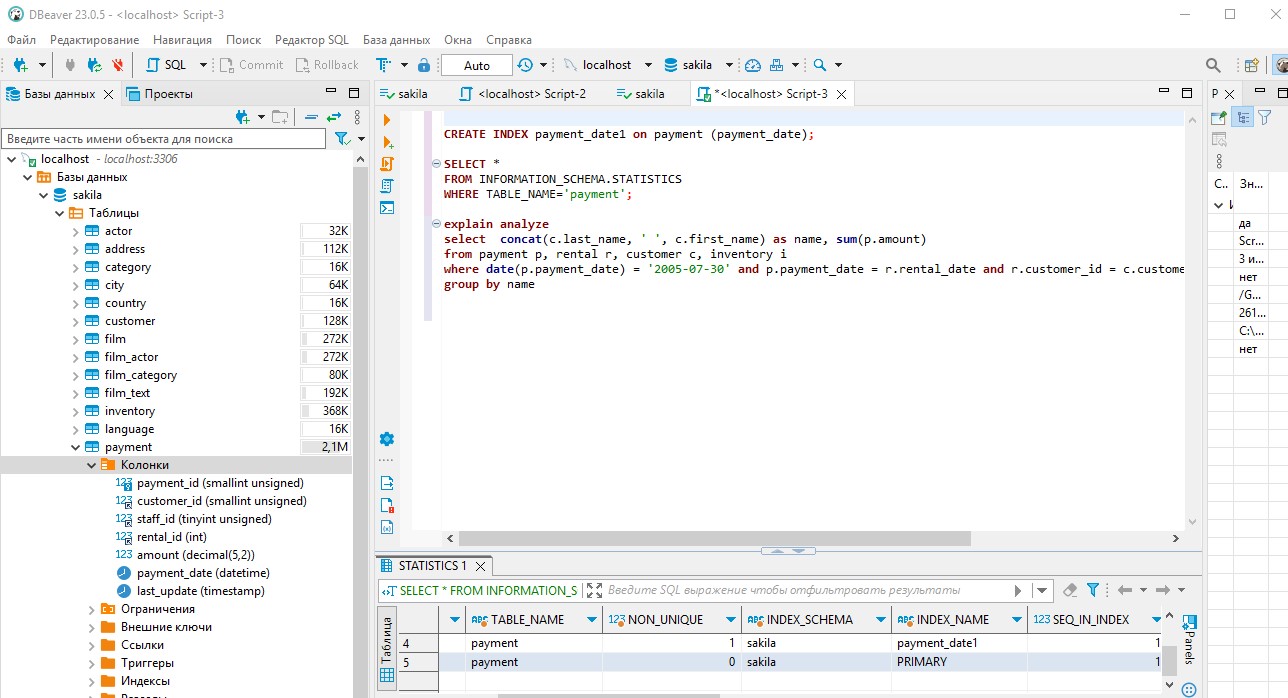 DBeaver 23.0.5 - <localhost> Script-3
Файл Редактирование Навигация Поиск Редактор SQL База данных Окна Справка
SQL Commit Rollback Auto localhost sakila
Базы данных Проекты
sakila <localhost> Script-2 sakila *<localhost> Script-3
Введите часть имени объекта для поиска
localhost - localhost:3306
Базы данных
sakila
Таблицы
actor 32K
address 112K
category 16K
city 64K
country 16K
customer 128K
film 272K
film_actor 272K
film_category 80K
film_text 192K
inventory 368K
language 16K
payment 2,1M
Колонки
payment_id (smallint unsigned)
customer_id (smallint unsigned)
staff_id (tinyint unsigned)
rental_id (int)
amount (decimal(5,2))
payment_date (datetime)
last_update (timestamp)
Ограничения
Внешние ключи
Ссылки
Триггеры
Индексы
CREATE INDEX payment_date1 on payment (payment_date);
SELECT *
FROM INFORMATION_SCHEMA.STATISTICS
WHERE TABLE_NAME='payment';
explain analyze
select concat(c.last_name, ' ', c.first_name) as name, sum(p.amount)
from payment p, rental r, customer c, inventory i
where date(p.payment_date) = '2005-07-30' and p.payment_date = r.rental_date and r.customer_id = c.custome
group by name
STATISTICS 1
SELECT * FROM INFORMATION_S Введите SQL выражение чтобы отфильтровать результаты
Таблица
TABLE_NAME NON_UNIQUE INDEX_SCHEMA INDEX_NAME SEQ_IN_INDEX
4 payment 1 sakila payment_date1 1
5 payment 0 sakila PRIMARY 1
Panels
P
С.. Зн...
да
Scr...
3 и...
нет
/G...
261...
C:\...
нет